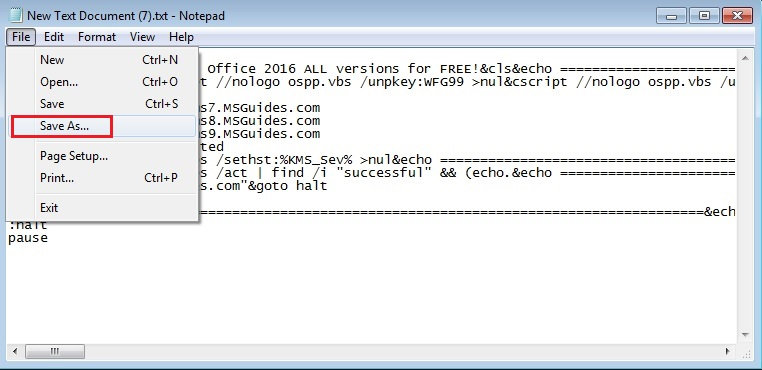 New Text Document (7).txt - Notepad
File Edit Format View Help
New Ctrl+N
Office 2016 ALL versions for FREE!&cls&echo =======================
Open... Ctrl+O
t //nologo ospp.vbs /unpkey:WFG99 >nul&cscript //nologo ospp.vbs /u
Save Ctrl+S
s7.MSGuides.com
Save As...
s8.MSGuides.com
s9.MSGuides.com
ted
Page Setup...
s /sethst:%KMS_Sev% >nul&echo ======================================
Print... Ctrl+P
s /act | find /i "successful" && (echo.&echo =======================
s.com"&goto halt
Exit
================================================================&ech
:halt
pause